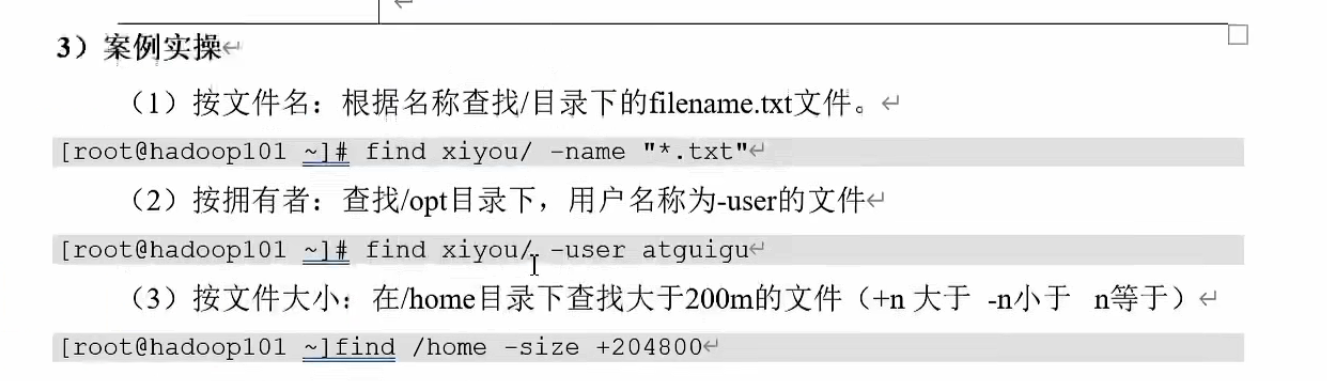 3）案例实操
（1）按文件名：根据名称查找/目录下的filename.txt文件。
[root@hadoop101 ~]# find xiyou/ -name "*.txt"
（2）按拥有者：查找/opt目录下，用户名称为-user的文件
[root@hadoop101 ~]# find xiyou/ -user atguigu
（3）按文件大小：在/home目录下查找大于200m的文件（+n 大于 -n小于 n等于）
[root@hadoop101 ~]find /home -size +204800